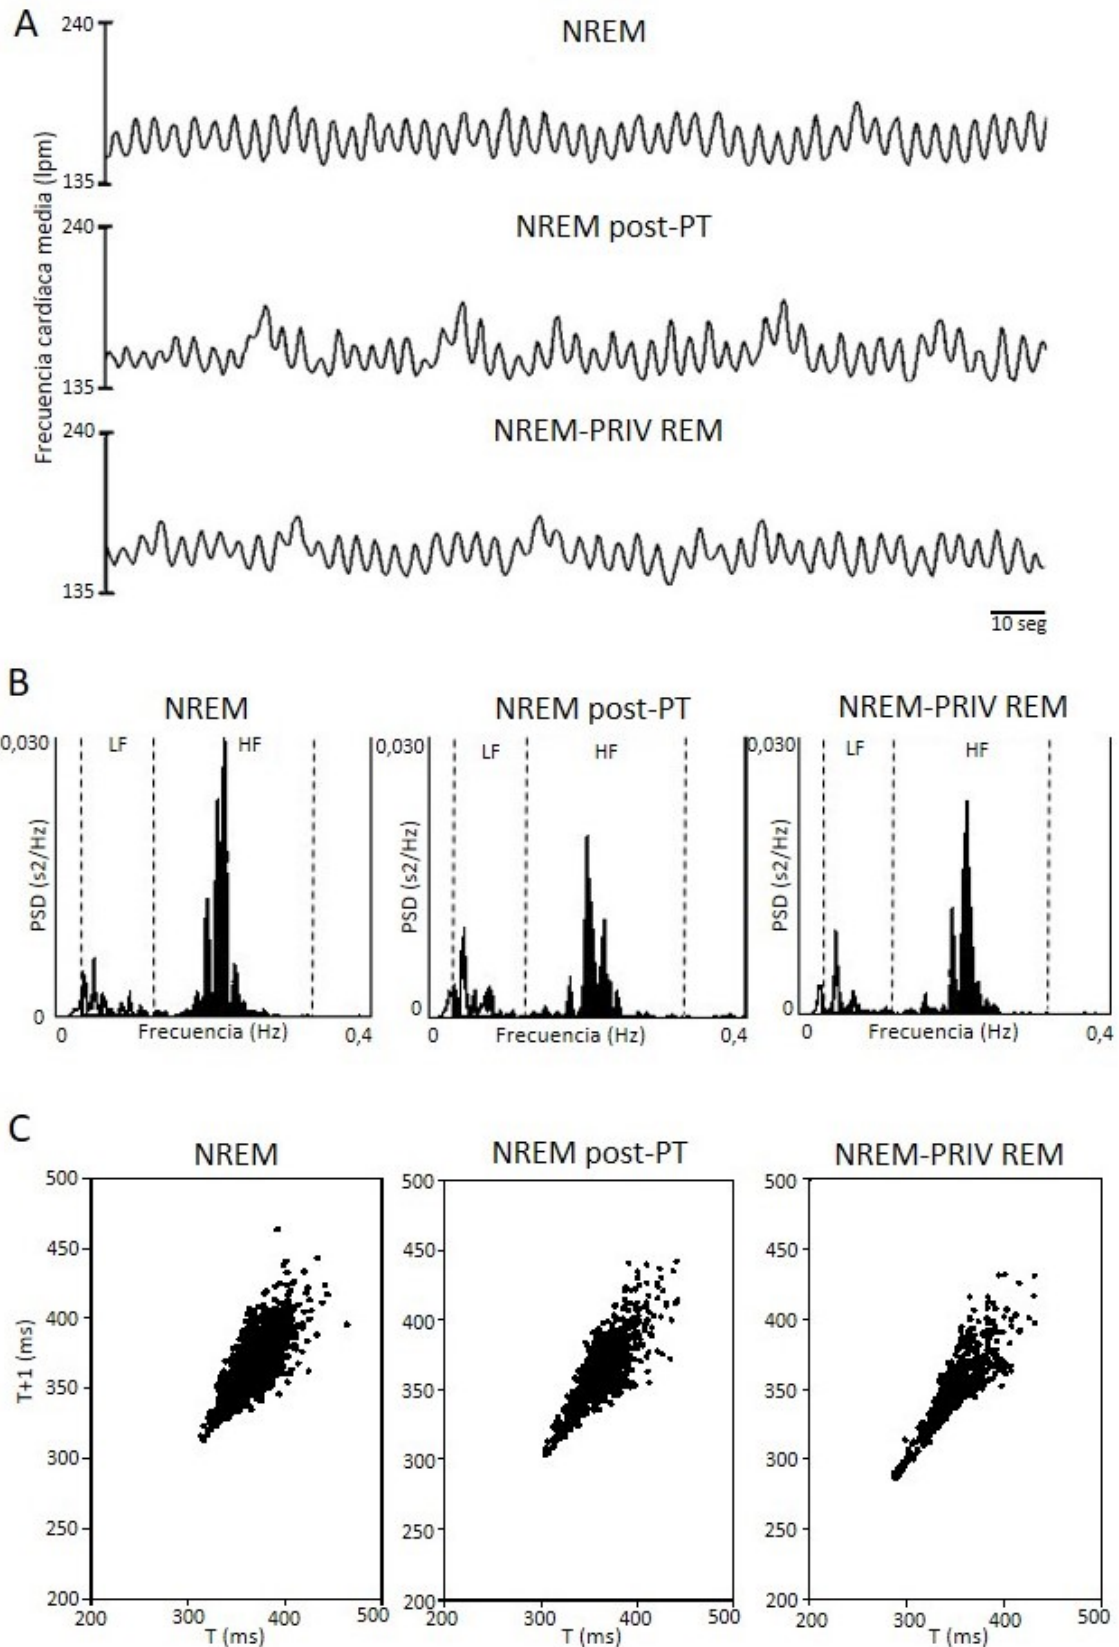 A
NREM
240
135
Frecuencia cardíaca media (lpm)
NREM post-PT
240
135
NREM-PRIV REM
240
135
10 seg
B
NREM
NREM post-PT
NREM-PRIV REM
0,030
LF
HF
0
PSD (s2/Hz)
0
Frecuencia (Hz)
0,4
0,030
LF
HF
0
PSD (s2/Hz)
0
Frecuencia (Hz)
0,4
0,030
LF
HF
0
PSD (s2/Hz)
0
Frecuencia (Hz)
0,4
C
NREM
NREM post-PT
NREM-PRIV REM
500
450
400
350
300
250
200
T+1 (ms)
200
300
400
500
T (ms)
500
450
400
350
300
250
200
200
300
400
500
T (ms)
500
450
400
350
300
250
200
200
300
400
500
T (ms)